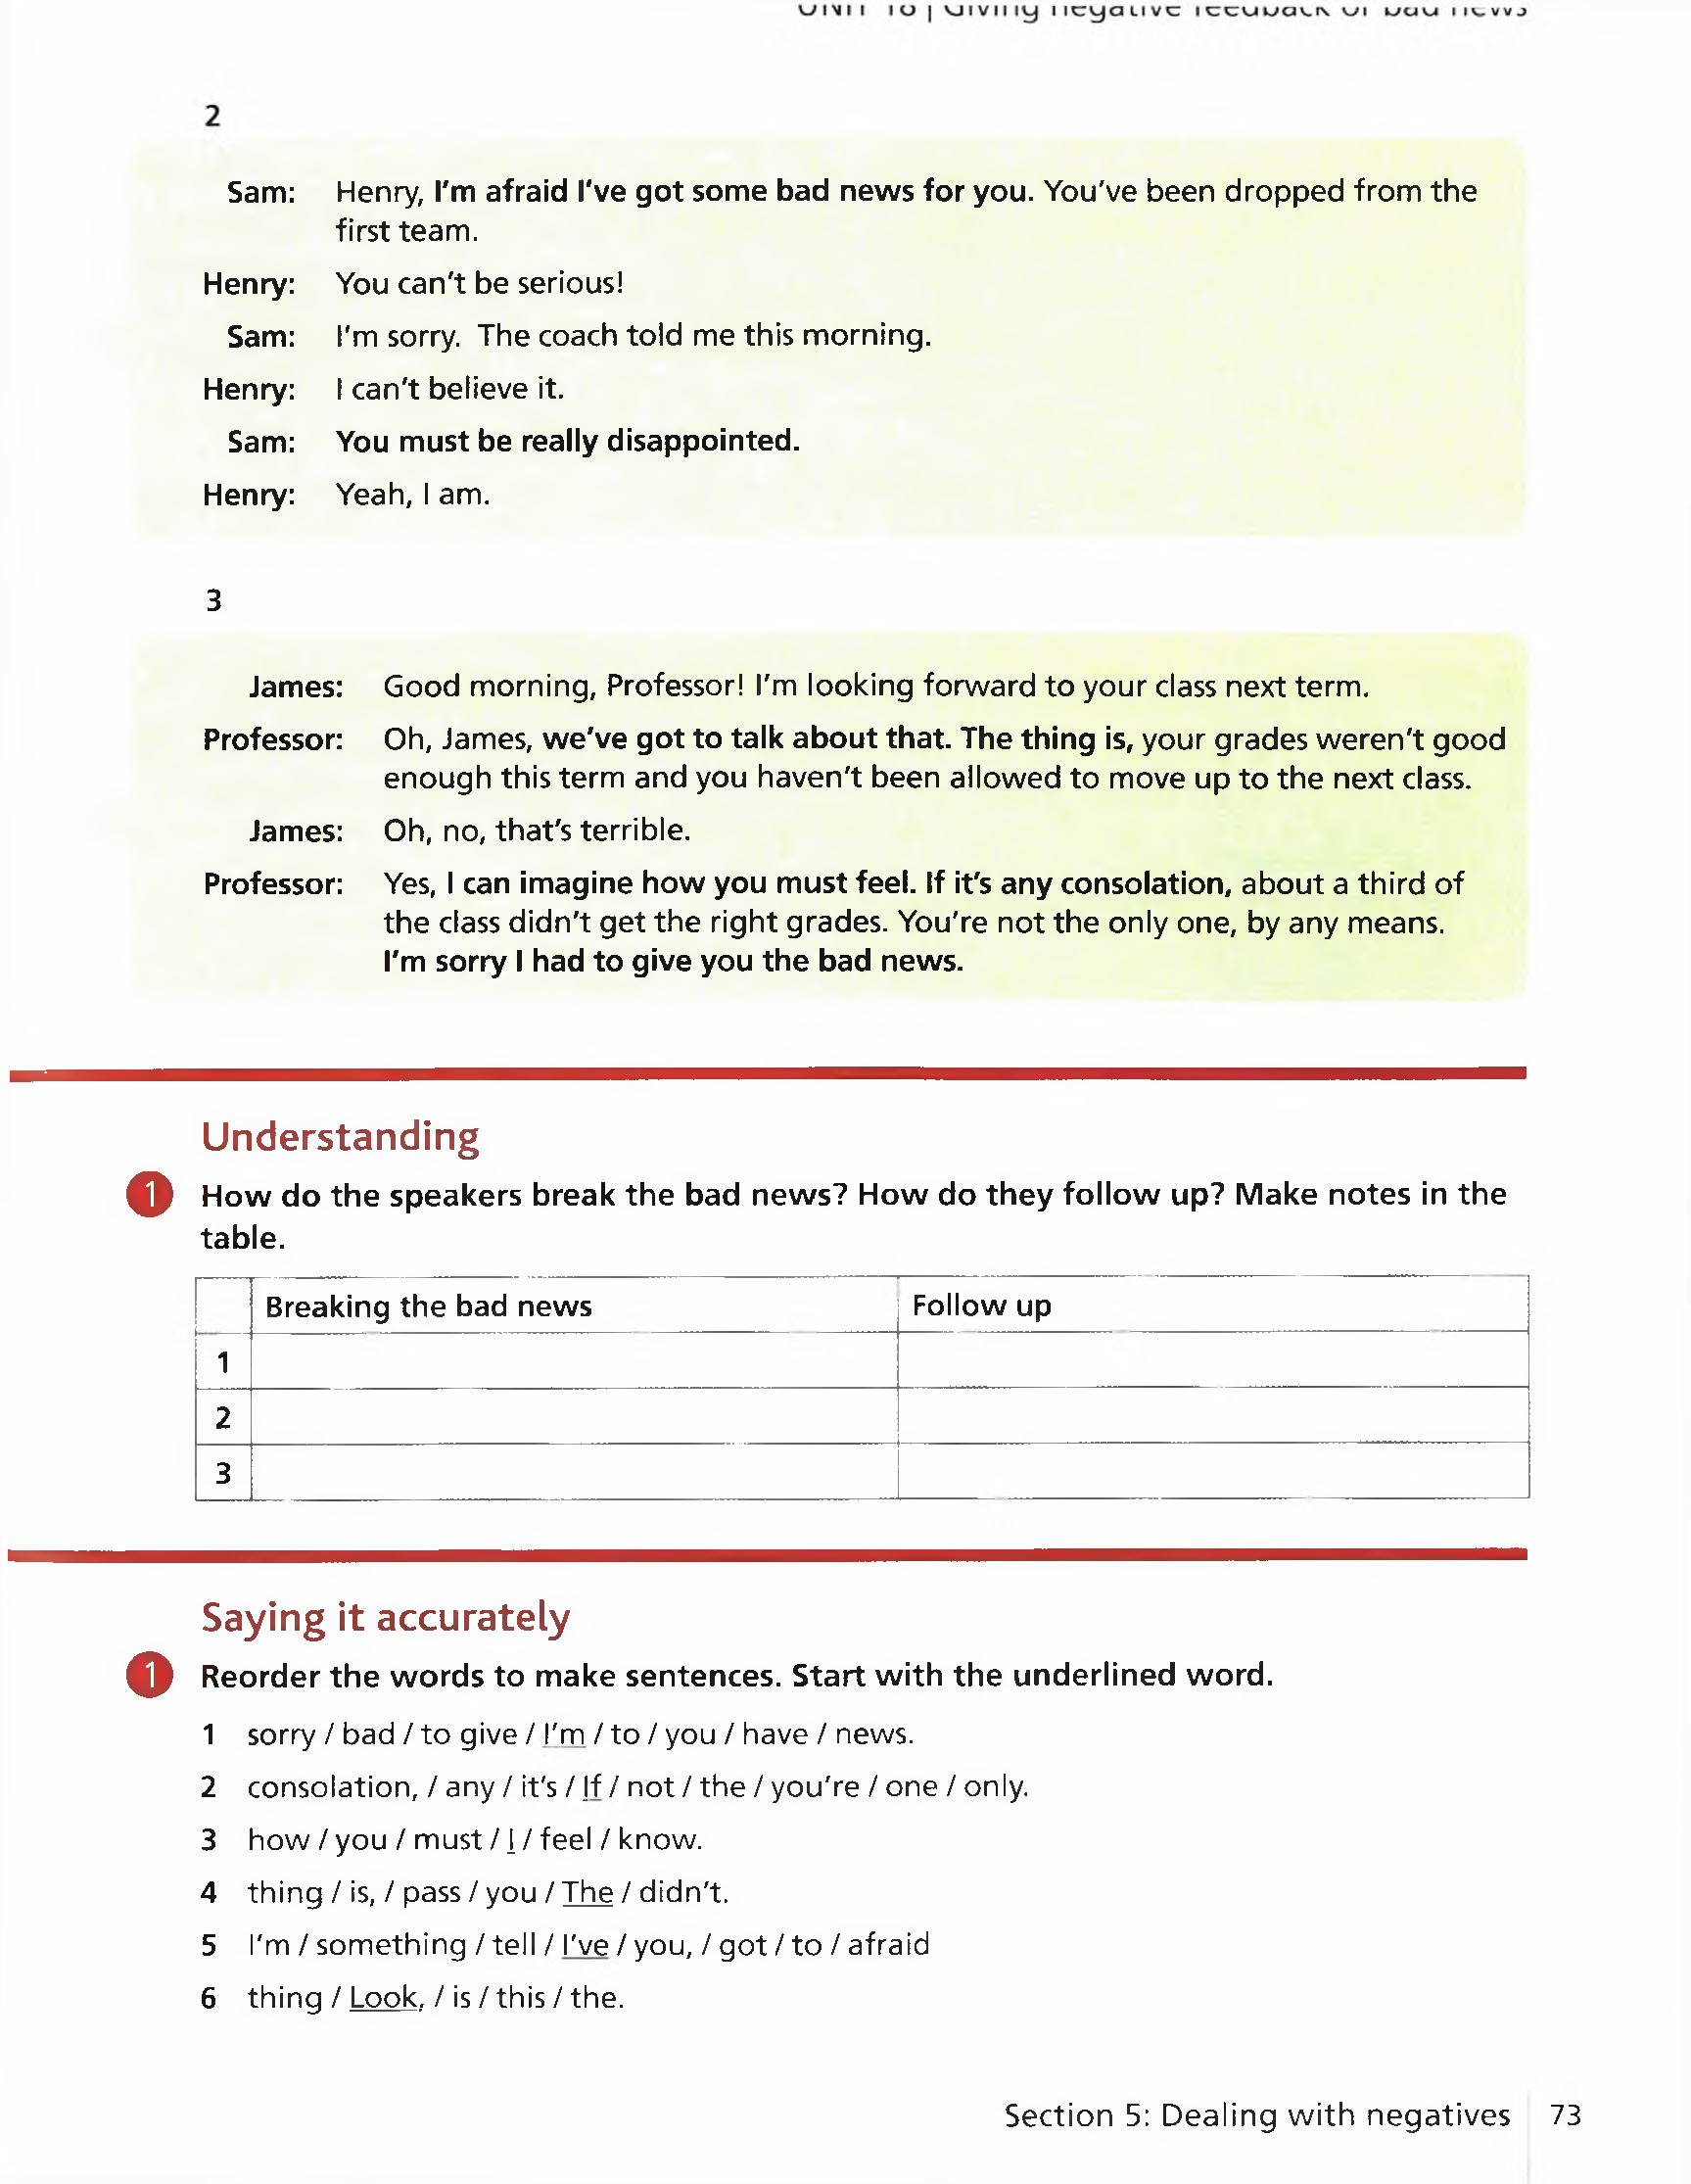 UNIT 18 | Giving negative feedback or bad news
2
Sam: Henry, I'm afraid I've got some bad news for you. You've been dropped from the
first team.
Henry: You can't be serious!
Sam: I'm sorry. The coach told me this morning.
Henry: I can't believe it.
Sam: You must be really disappointed.
Henry: Yeah, I am.
3
James: Good morning, Professor! I'm looking forward to your class next term.
Professor: Oh, James, we've got to talk about that. The thing is, your grades weren't good
enough this term and you haven't been allowed to move up to the next class.
James: Oh, no, that's terrible.
Professor: Yes, I can imagine how you must feel. If it's any consolation, about a third of
the class didn't get the right grades. You're not the only one, by any means.
I'm sorry I had to give you the bad news.
Understanding
1 How do the speakers break the bad news? How do they follow up? Make notes in the
table.
Breaking the bad news Follow up
1
2
3
Saying it accurately
1 Reorder the words to make sentences. Start with the underlined word.
1 sorry / bad / to give / I'm / to / you / have / news.
2 consolation, / any / it's / If / not / the / you're / one / only.
3 how / you / must / I / feel / know.
4 thing / is, / pass / you / The / didn't.
5 I'm / something / tell / I've / you, / got / to / afraid
6 thing / Look, / is / this / the.
Section 5: Dealing with negatives 73